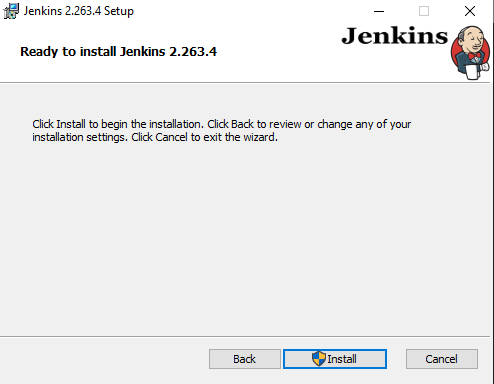 Jenkins 2.263.4 Setup
Ready to install Jenkins 2.263.4
Jenkins
Click Install to begin the installation. Click Back to review or change any of your
installation settings. Click Cancel to exit the wizard.
Back
Install
Cancel